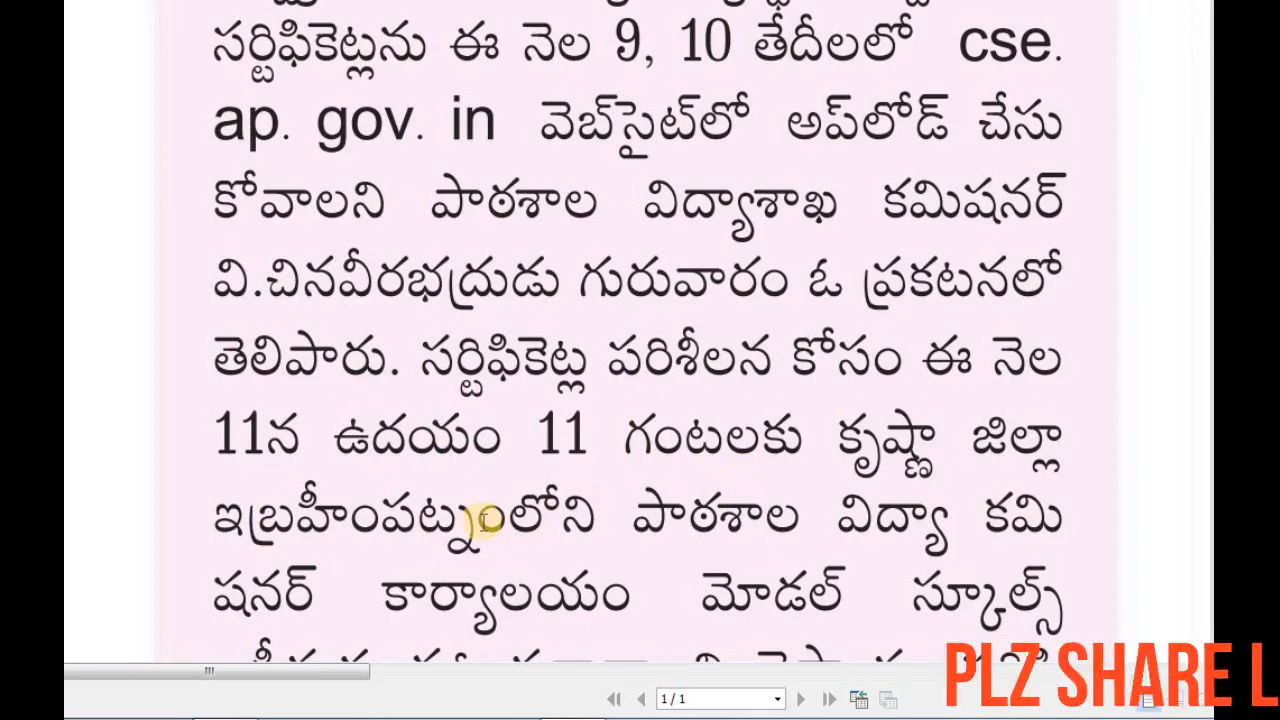 సర్టిఫికెట్లను ఈ నెల 9, 10 తేదీలలో cse.
ap. gov. in వెబ్‌సైట్‌లో అప్‌లోడ్ చేసు
కోవాలని పాఠశాల విద్యాశాఖ కమిషనర్
వి.చినవీరభద్రుడు గురువారం ఓ ప్రకటనలో
తెలిపారు. సర్టిఫికెట్ల పరిశీలన కోసం ఈ నెల
11న ఉదయం 11 గంటలకు కృష్ణా జిల్లా
ఇబ్రహీంపట్నంలోని పాఠశాల విద్యా కమి
షనర్ కార్యాలయం మోడల్ స్కూల్స్
PLZ SHARE L
1 / 1